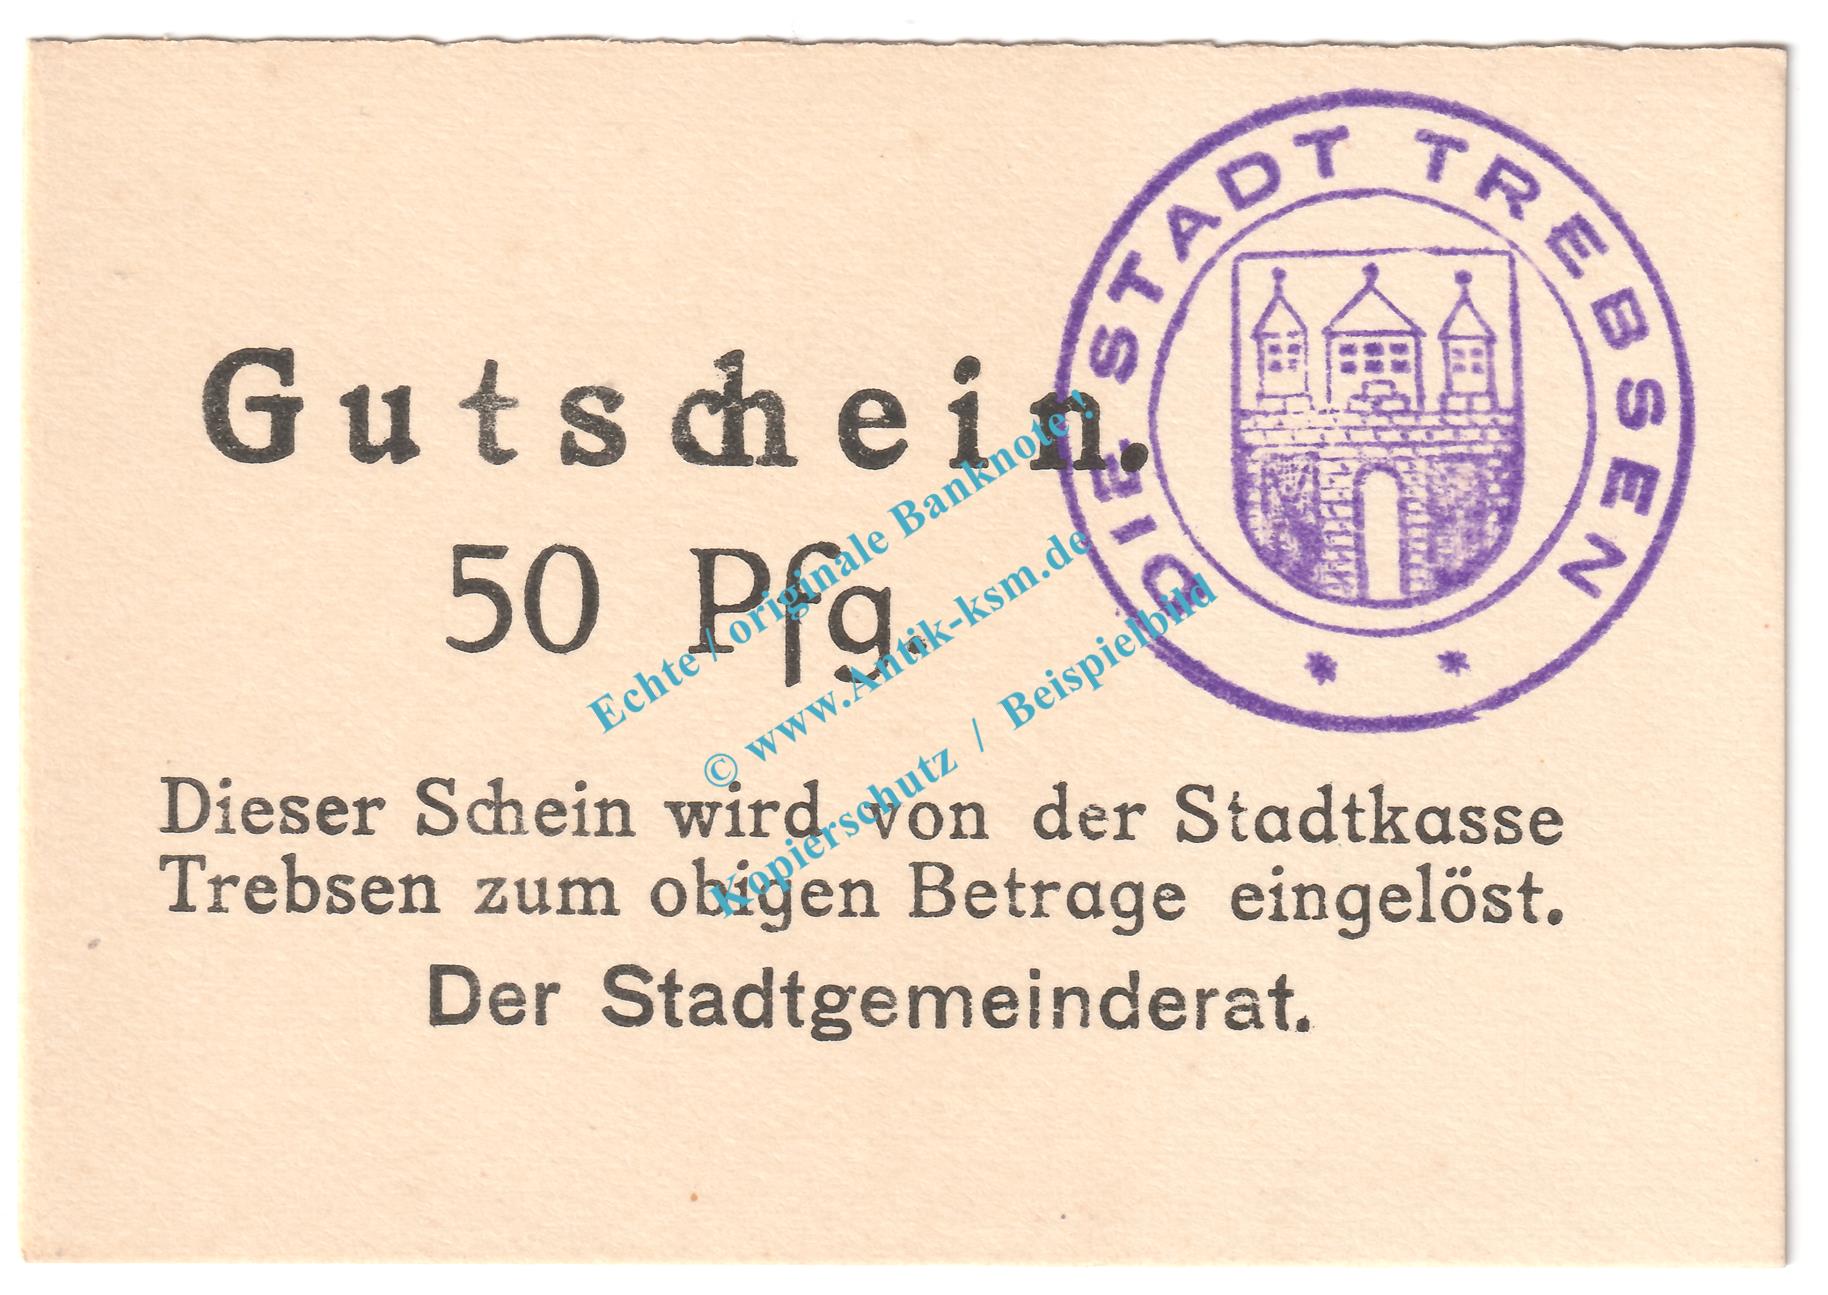 Gutschein.
50 Pfg.
DIE STADT TREBSEN
* *
Dieser Schein wird von der Stadtkasse
Trebsen zum obigen Betrage eingelöst.
Der Stadtgemeinderat.
Echte / originale Banknote !
© www.Antik-ksm.de
Kopierschutz / Beispielbild